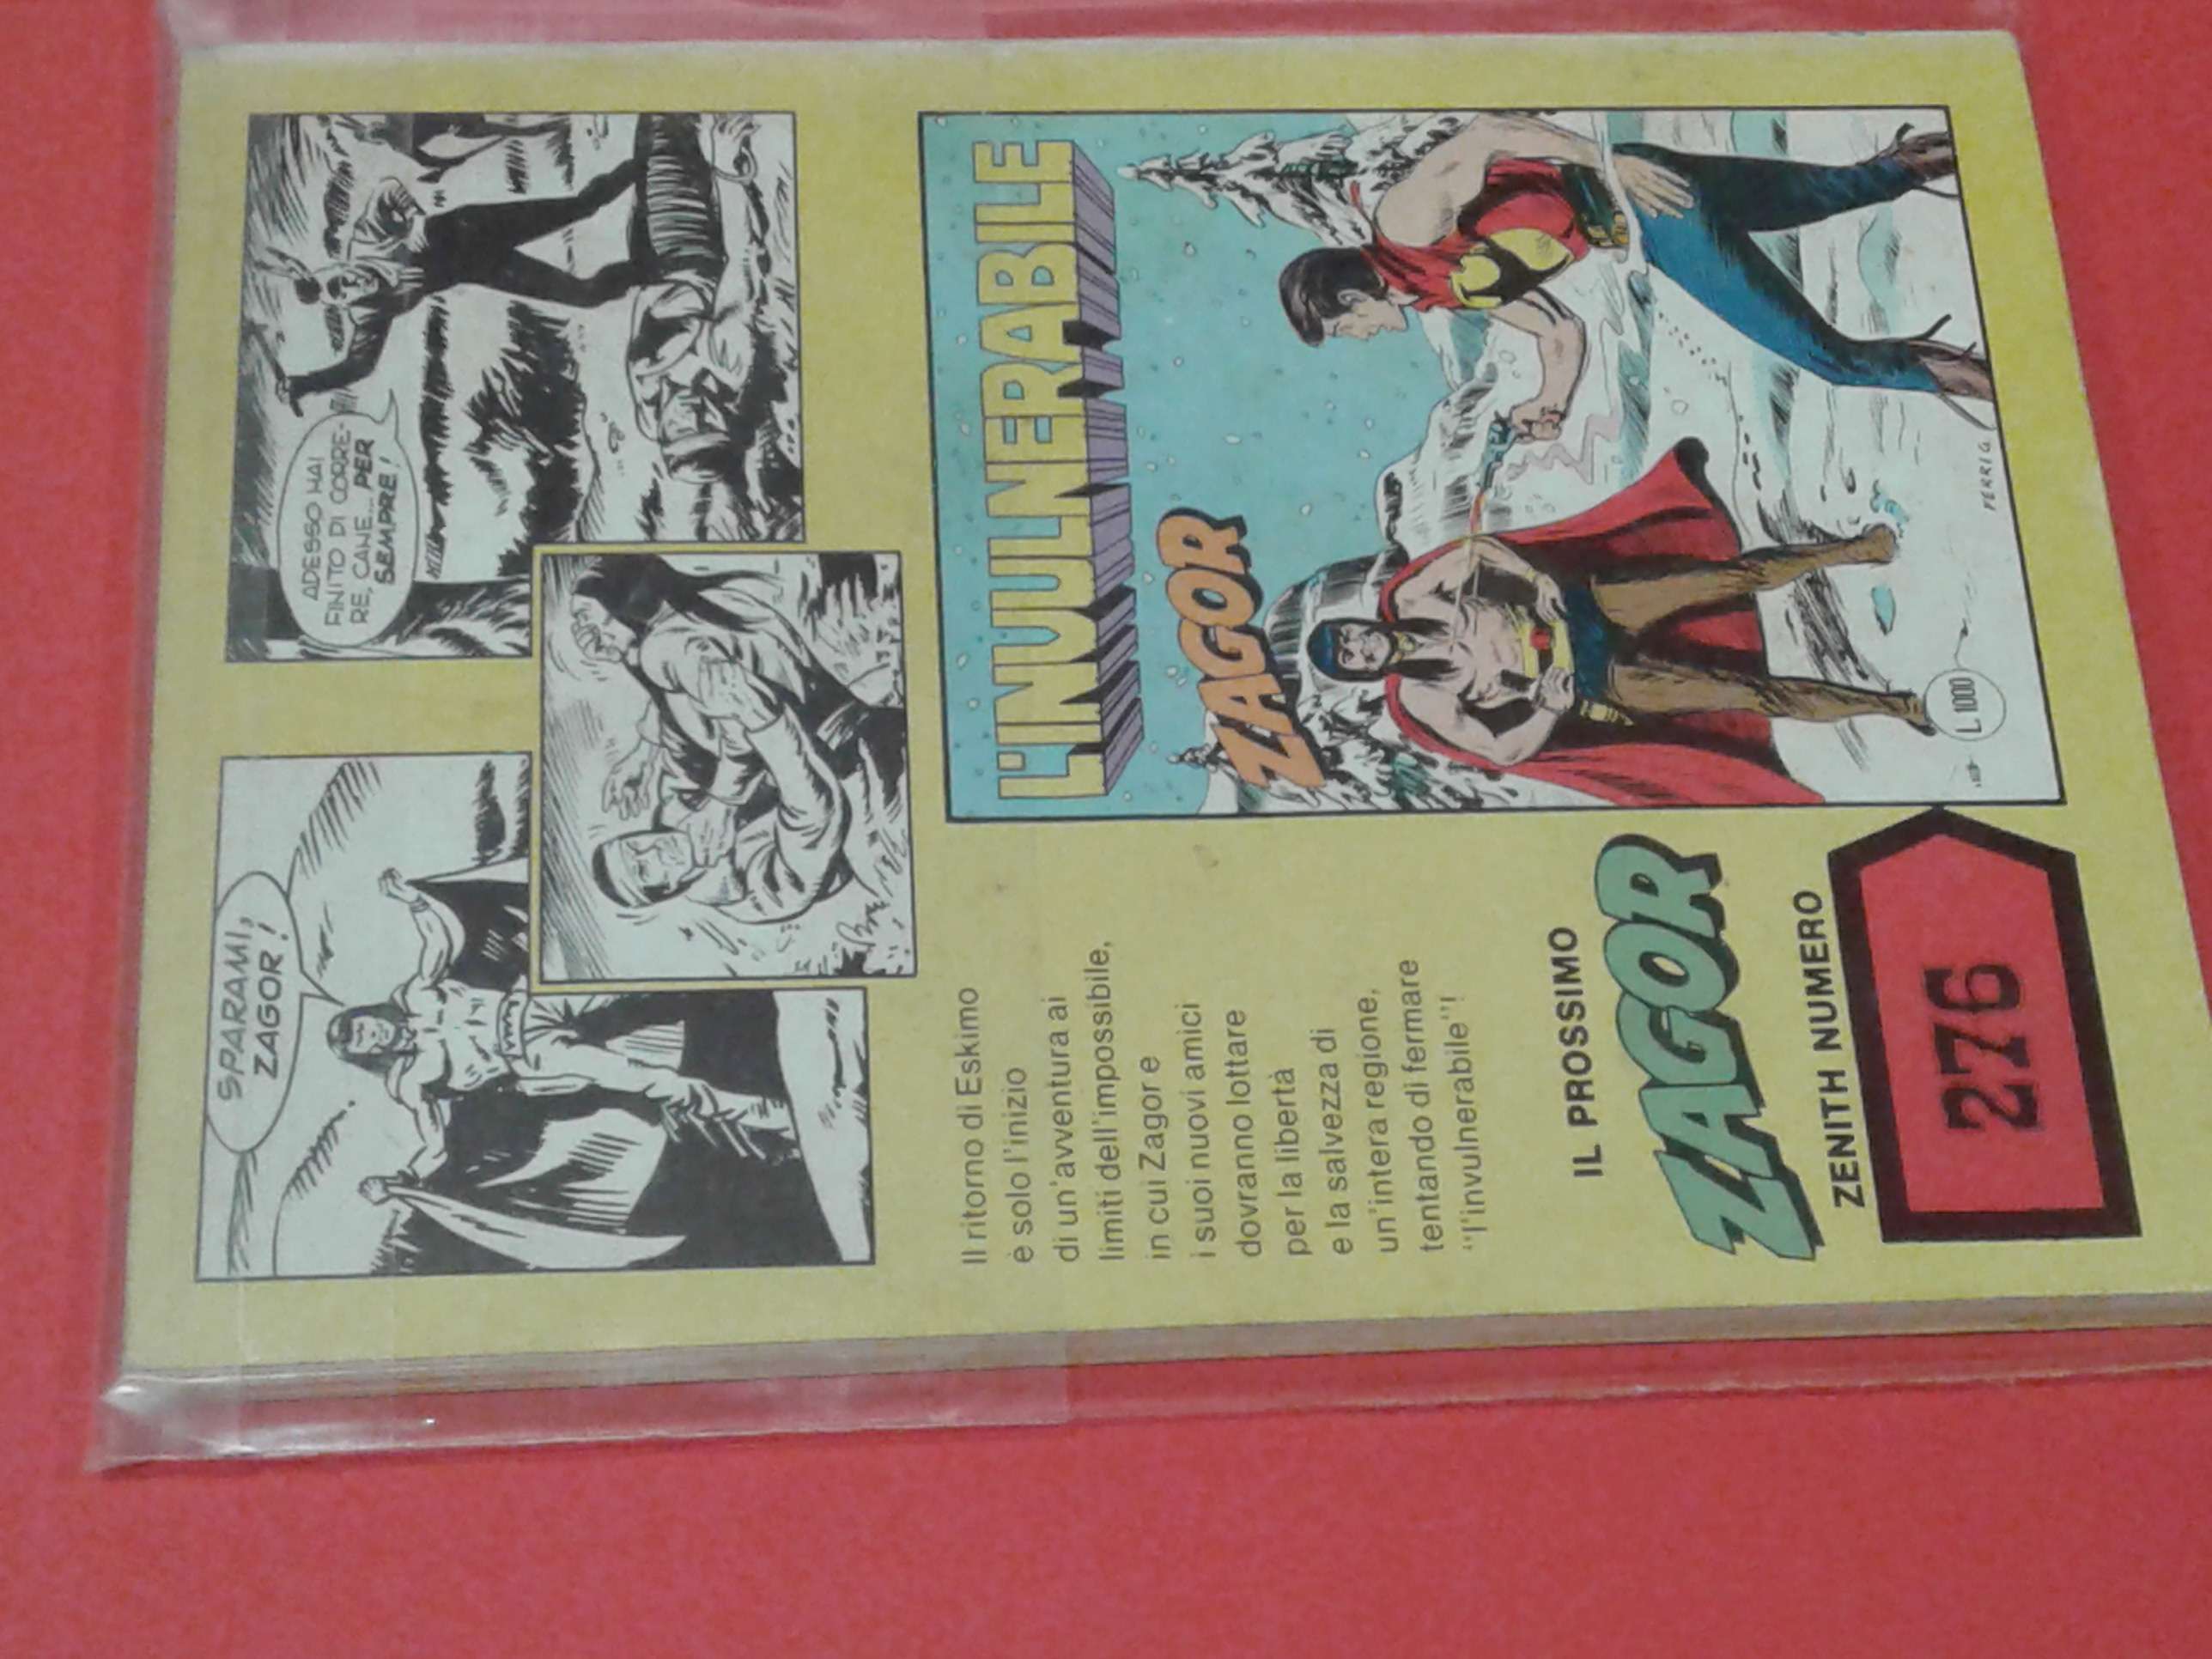 SPARAMI,
ZAGOR!
ADESSO HAI
FINITO DI CORRE-
RE, CANE... PER
SEMPRE!
Il ritorno di Eskimo
è solo l'inizio
di un'avventura ai
limiti dell'impossibile,
in cui Zagor e
i suoi nuovi amici
dovranno lottare
per la libertà
e la salvezza di
un'intera regione,
tentando di fermare
"l'invulnerabile"!
IL PROSSIMO
ZAGOR
ZENITH NUMERO
276
L'INVULNERABILE
ZAGOR
L. 1000
FERRI G.